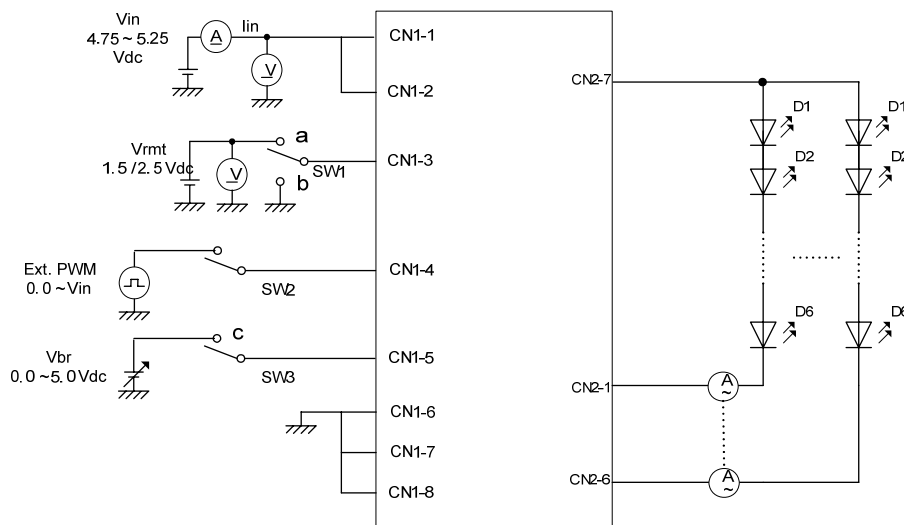 Vin
4.75 ~ 5.25
Vdc
A
Iin
V
CN1-1
CN1-2
Vrmt
1.5 / 2.5 Vdc
V
a
b
SW1
CN1-3
Ext. PWM
0.0 ~ Vin
SW2
CN1-4
Vbr
0.0 ~ 5.0 Vdc
c
SW3
CN1-5
CN1-6
CN1-7
CN1-8
CN2-7
D1
D1
D2
D2
D6
D6
CN2-1
A
~
CN2-6
A
~